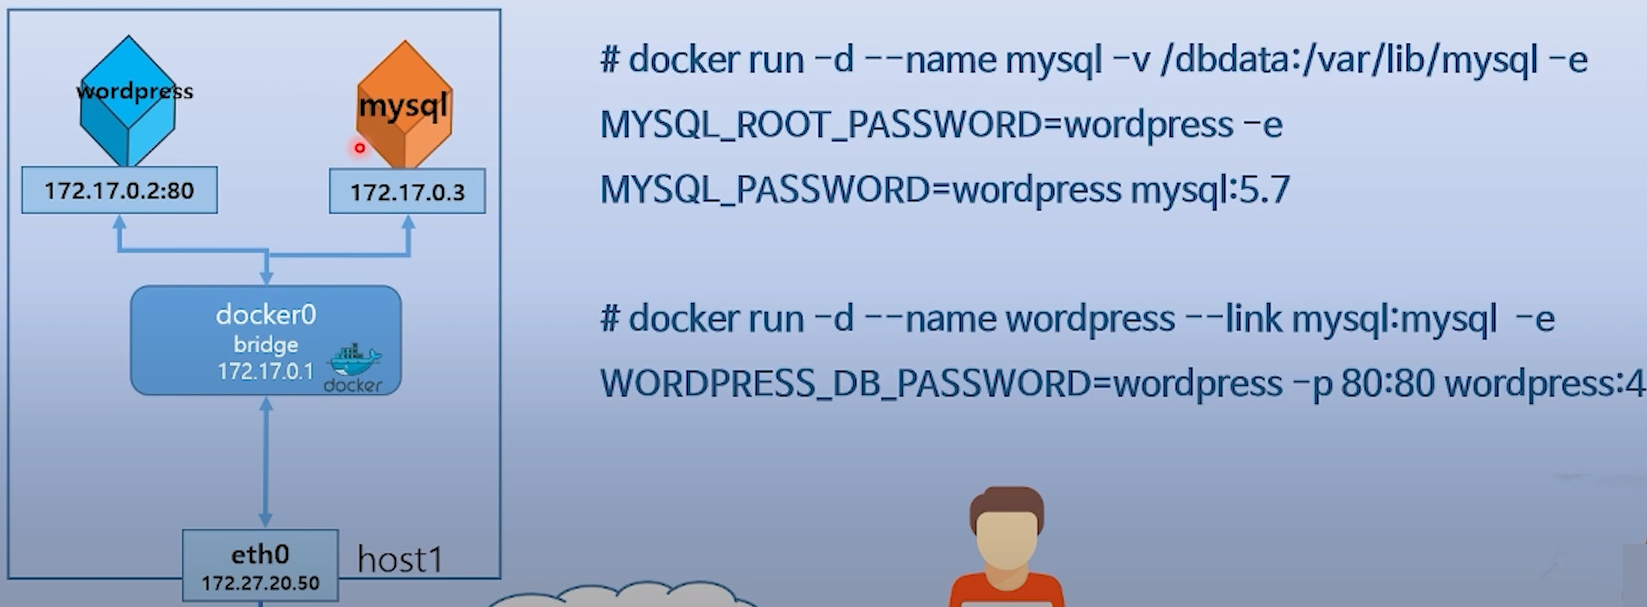 wordpress
mysql
172.17.0.2:80
172.17.0.3
docker0
bridge
172.17.0.1
docker
eth0
172.27.20.50
host1
# docker run -d --name mysql -v /dbdata:/var/lib/mysql -e
MYSQL_ROOT_PASSWORD=wordpress -e
MYSQL_PASSWORD=wordpress mysql:5.7
# docker run -d --name wordpress --link mysql:mysql -e
WORDPRESS_DB_PASSWORD=wordpress -p 80:80 wordpress:4